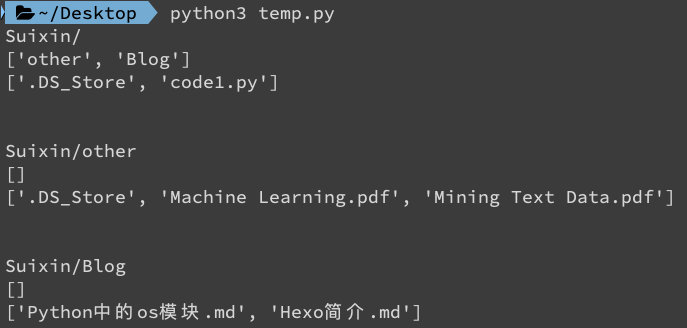 ~/Desktop python3 temp.py
Suixin/
['other', 'Blog']
['.DS_Store', 'code1.py']
Suixin/other
[]
['.DS_Store', 'Machine Learning.pdf', 'Mining Text Data.pdf']
Suixin/Blog
[]
['Python中的os模块.md', 'Hexo简介.md']